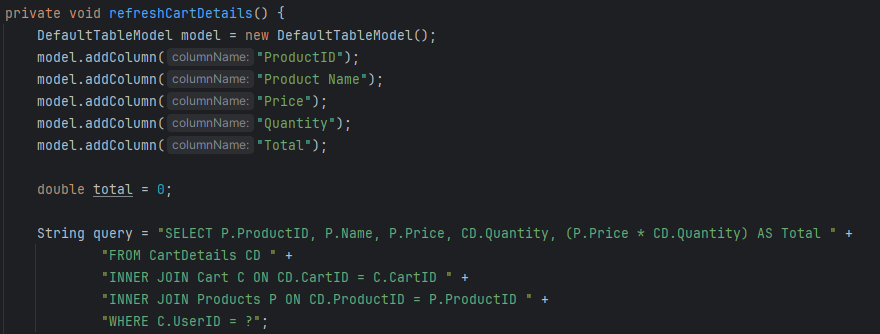 private void refreshCartDetails() {
DefaultTableModel model = new DefaultTableModel();
model.addColumn( columnName: "ProductID");
model.addColumn( columnName: "Product Name");
model.addColumn( columnName: "Price");
model.addColumn( columnName: "Quantity");
model.addColumn( columnName: "Total");
double total = 0;
String query = "SELECT P.ProductID, P.Name, P.Price, CD.Quantity, (P.Price * CD.Quantity) AS Total " +
"FROM CartDetails CD " +
"INNER JOIN Cart C ON CD.CartID = C.CartID " +
"INNER JOIN Products P ON CD.ProductID = P.ProductID " +
"WHERE C.UserID = ?";